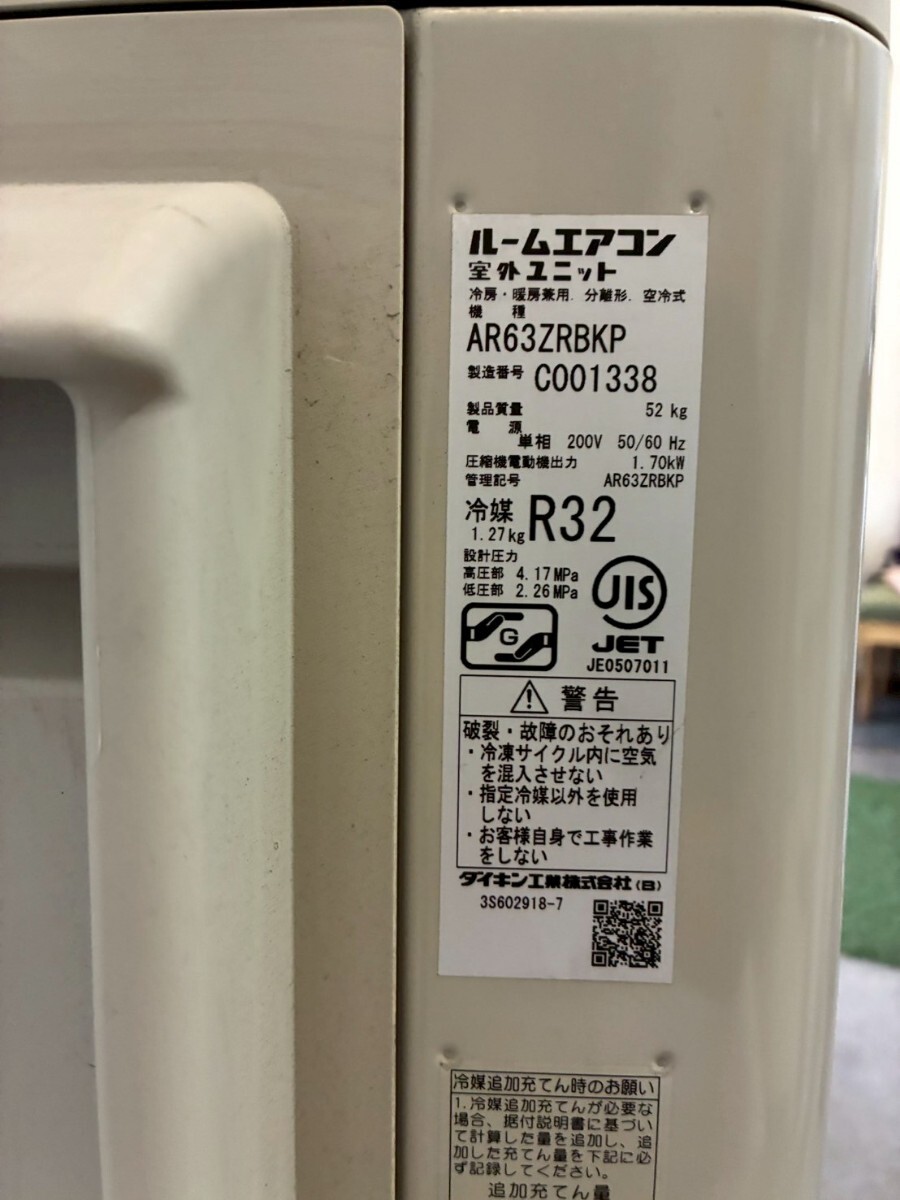 ルームエアコン
室外ユニット
冷房・暖房兼用．分離形．空冷式
機　種
AR63ZRBKP
製造番号 C001338
製品質量 52 kg
電　源
単相 200V 50/60 Hz
圧縮機電動機出力 1.70kW
管理記号 AR63ZRBKP
冷媒 R32
1.27kg
設計圧力
高圧部 4.17MPa
低圧部 2.26MPa
JIS
G
JET
JE0507011
警告
破裂・故障のおそれあり
・冷凍サイクル内に空気
を混入させない
・指定冷媒以外を使用
しない
・お客様自身で工事作業
をしない
ダイキン工業株式会社(B)
3S602918-7
冷媒追加充てん時のお願い
1.冷媒追加充てんが必要な
場合、据付説明書に基づい
て計算した量を追加し、追
加した充てん量を下記に必
ず記録してください。
追加充てん量